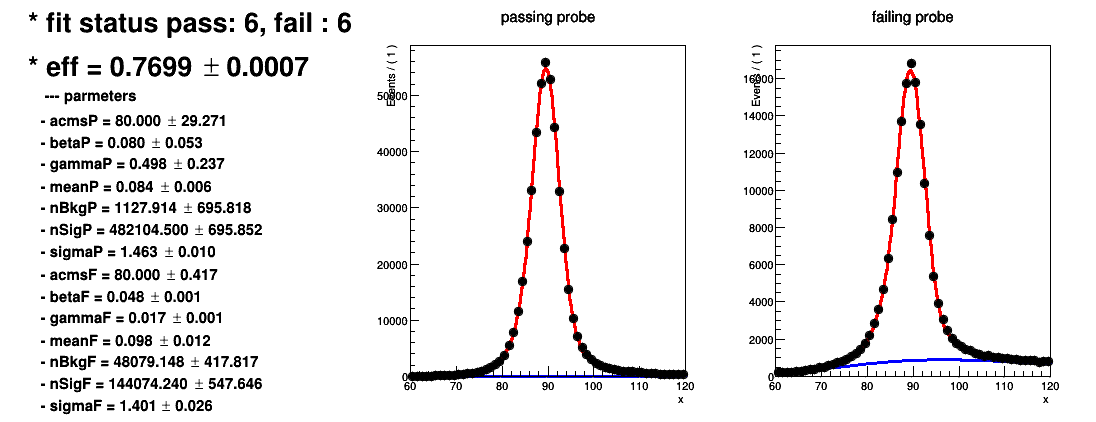 * fit status pass: 6, fail : 6
* eff = 0.7699 ± 0.0007
--- parmeters
- acmsP = 80.000 ± 29.271
- betaP = 0.080 ± 0.053
- gammaP = 0.498 ± 0.237
- meanP = 0.084 ± 0.006
- nBkgP = 1127.914 ± 695.818
- nSigP = 482104.500 ± 695.852
- sigmaP = 1.463 ± 0.010
- acmsF = 80.000 ± 0.417
- betaF = 0.048 ± 0.001
- gammaF = 0.017 ± 0.001
- meanF = 0.098 ± 0.012
- nBkgF = 48079.148 ± 417.817
- nSigF = 144074.240 ± 547.646
- sigmaF = 1.401 ± 0.026
passing probe
Events / ( 1 )
50000
40000
30000
20000
10000
0
60 70 80 90 100 110 120
x
failing probe
Events / ( 1 )
16000
14000
12000
10000
8000
6000
4000
2000
0
60 70 80 90 100 110 120
x